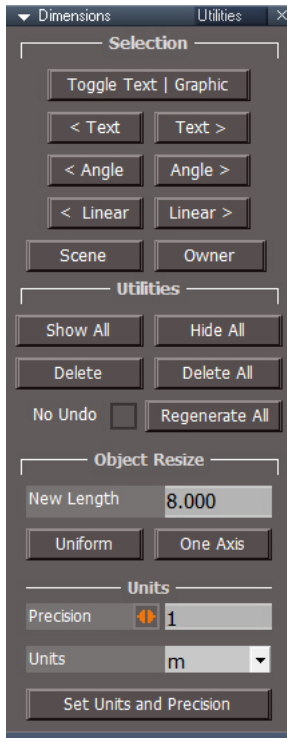 Dimensions Utilities ×
Selection
Toggle Text | Graphic
< Text Text >
< Angle Angle >
< Linear Linear >
Scene Owner
Utilities
Show All Hide All
Delete Delete All
No Undo Regenerate All
Object Resize
New Length 8.000
Uniform One Axis
Units
Precision 1
Units m
Set Units and Precision